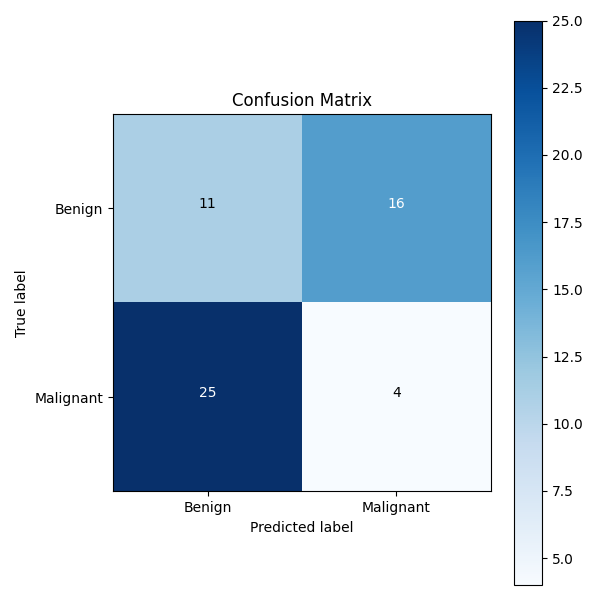 Confusion Matrix
25.0
22.5
20.0
17.5
15.0
12.5
10.0
7.5
5.0
True label
Benign
11 16
Malignant
25 4
Benign Malignant
Predicted label